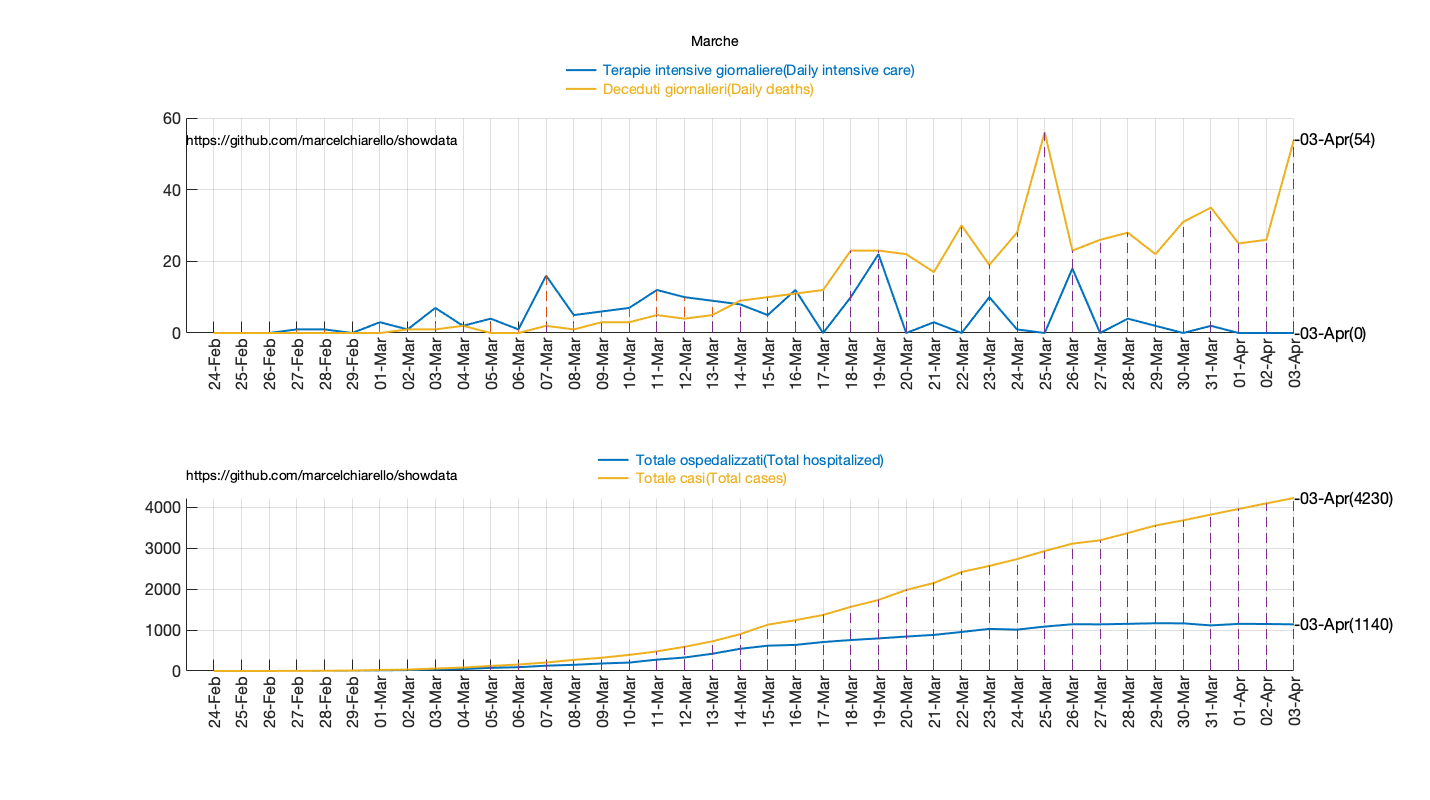 Marche
Terapie intensive giornaliere(Daily intensive care)
Deceduti giornalieri(Daily deaths)
https://github.com/marcelchiarello/showdata
60
40
20
0
03-Apr(54)
03-Apr(0)
24-Feb
25-Feb
26-Feb
27-Feb
28-Feb
29-Feb
01-Mar
02-Mar
03-Mar
04-Mar
05-Mar
06-Mar
07-Mar
08-Mar
09-Mar
10-Mar
11-Mar
12-Mar
13-Mar
14-Mar
15-Mar
16-Mar
17-Mar
18-Mar
19-Mar
20-Mar
21-Mar
22-Mar
23-Mar
24-Mar
25-Mar
26-Mar
27-Mar
28-Mar
29-Mar
30-Mar
31-Mar
01-Apr
02-Apr
03-Apr
Totale ospedalizzati(Total hospitalized)
Totale casi(Total cases)
https://github.com/marcelchiarello/showdata
4000
3000
2000
1000
0
03-Apr(4230)
03-Apr(1140)
24-Feb
25-Feb
26-Feb
27-Feb
28-Feb
29-Feb
01-Mar
02-Mar
03-Mar
04-Mar
05-Mar
06-Mar
07-Mar
08-Mar
09-Mar
10-Mar
11-Mar
12-Mar
13-Mar
14-Mar
15-Mar
16-Mar
17-Mar
18-Mar
19-Mar
20-Mar
21-Mar
22-Mar
23-Mar
24-Mar
25-Mar
26-Mar
27-Mar
28-Mar
29-Mar
30-Mar
31-Mar
01-Apr
02-Apr
03-Apr